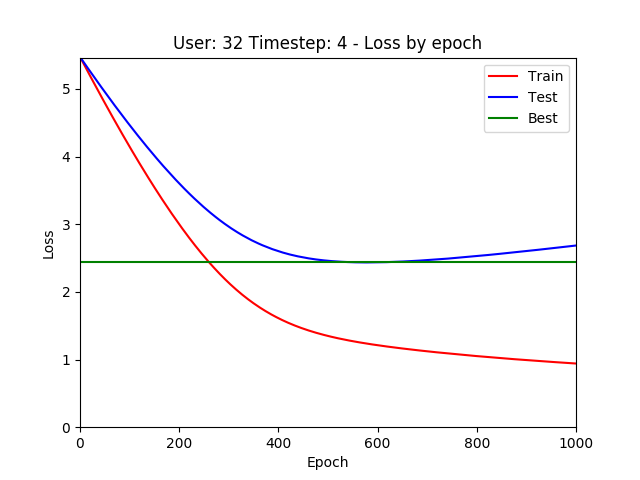 User: 32 Timestep: 4 - Loss by epoch
Train
Test
Best
5
4
3
2
1
0
Loss
0 200 400 600 800 1000
Epoch